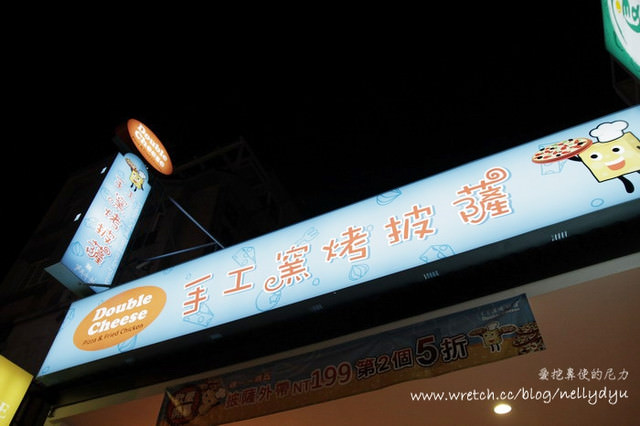 Double
Cheese
手工窯烤披薩
Double
Cheese
Pizza & Fried Chicken
手工窯烤披薩
披薩外帶NT199第2個5折
愛挖鼻使的尼力
www.wretch.cc/blog/nellydyu